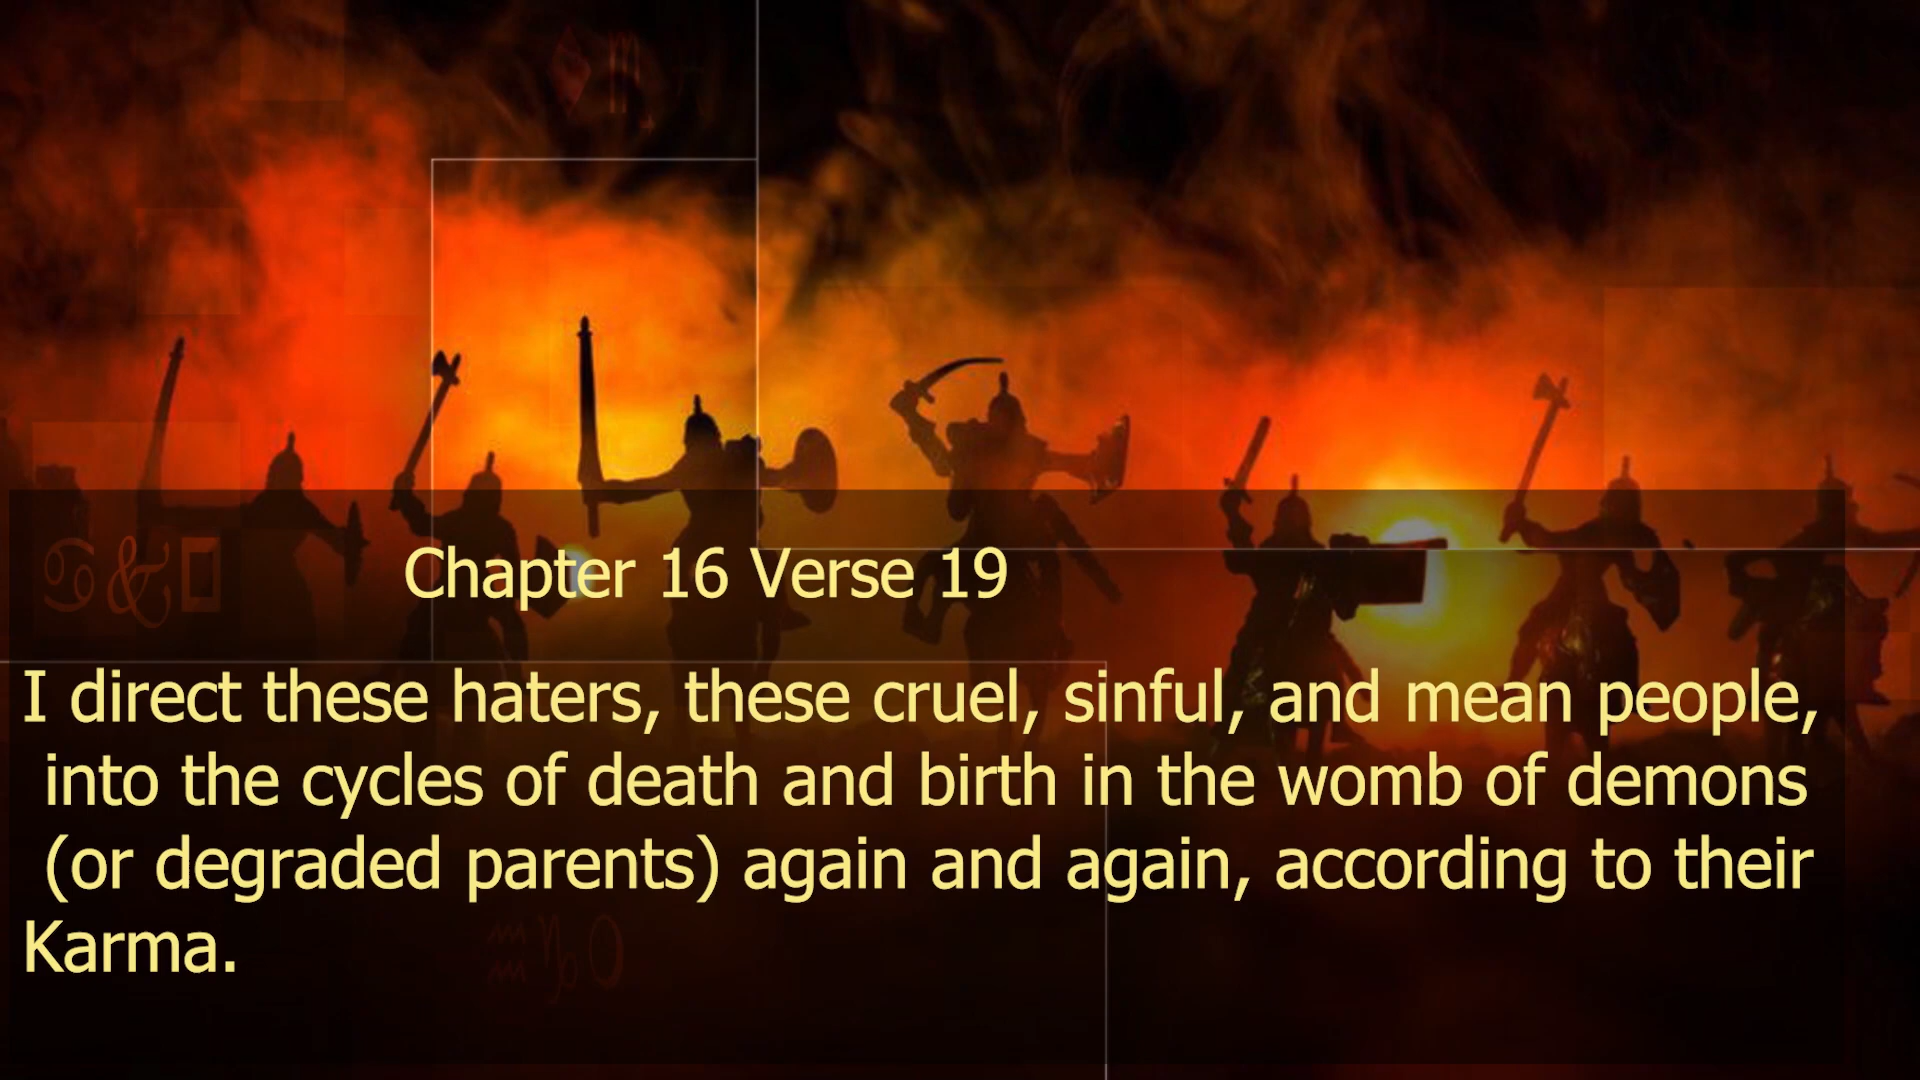 Chapter 16 Verse 19
I direct these haters, these cruel, sinful, and mean people,
into the cycles of death and birth in the womb of demons
(or degraded parents) again and again, according to their
Karma.